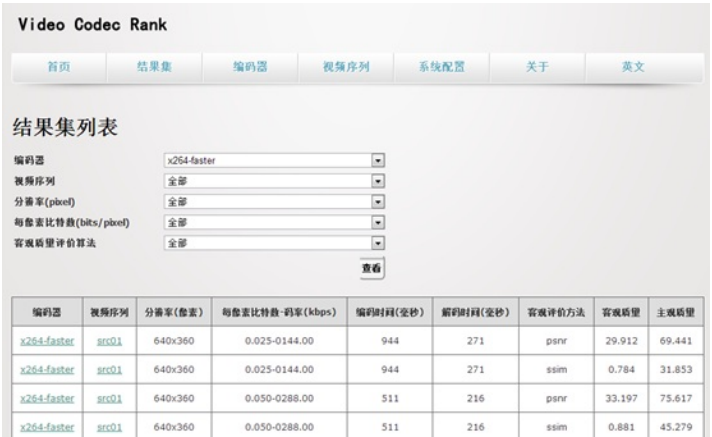 Video Codec Rank
首页 结果集 编码器 视频序列 系统配置 关于 英文
结果集列表
编码器 x264-faster
视频序列 全部
分辨率(pixel) 全部
每像素比特数(bits/pixel) 全部
客观质量评价算法 全部
查看
编码器 视频序列 分辨率(像素) 每像素比特数-码率(kbps) 编码时间(毫秒) 解码时间(毫秒) 客观评价方法 客观质量 主观质量
x264-faster src01 640x360 0.025-0144.00 944 271 psnr 29.912 69.441
x264-faster src01 640x360 0.025-0144.00 944 271 ssim 0.784 31.853
x264-faster src01 640x360 0.050-0288.00 511 216 psnr 33.197 75.617
x264-faster src01 640x360 0.050-0288.00 511 216 ssim 0.881 45.279